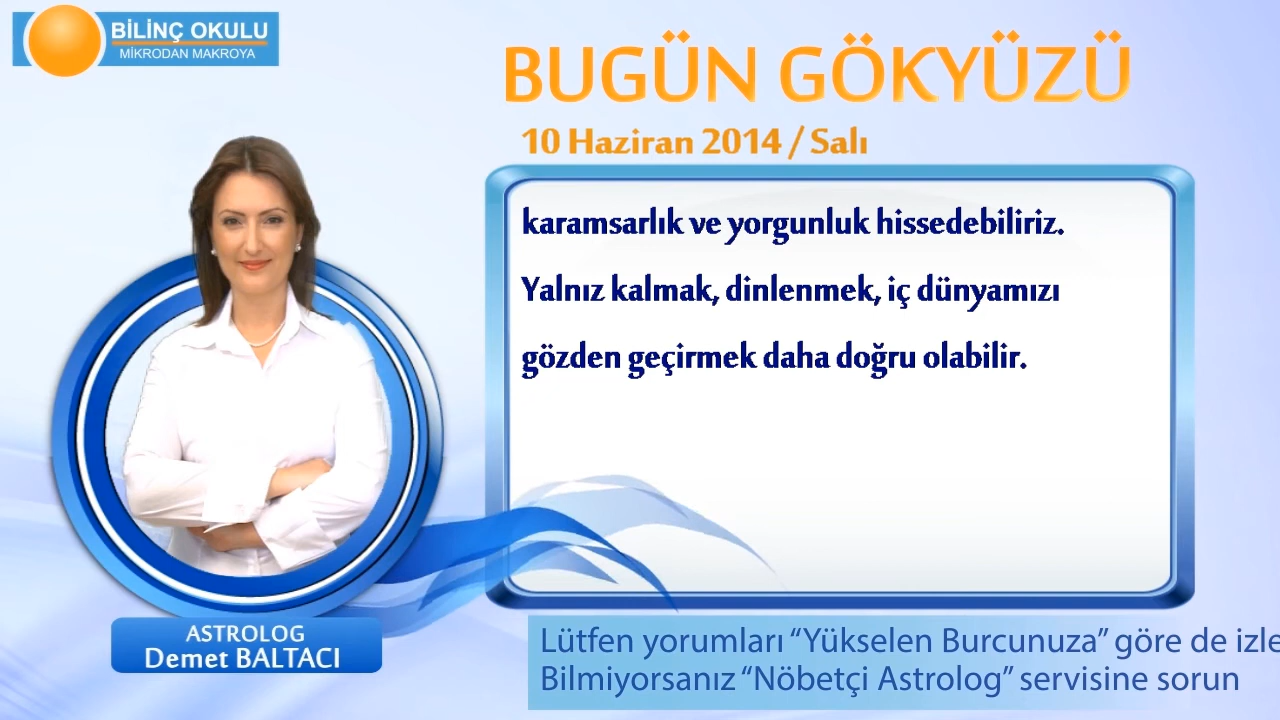 BİLİNÇ OKULU
MİKRODAN MAKROYA
BUGÜN GÖKYÜZÜ
10 Haziran 2014 / Salı
karamsarlık ve yorgunluk hissedebiliriz.
Yalnız kalmak, dinlenmek, iç dünyamızı
gözden geçirmek daha doğru olabilir.
ASTROLOG
Demet BALTACI
Lütfen yorumları “Yükselen Burcunuza” göre de izle
Bilmiyorsanız “Nöbetçi Astrolog” servisine sorun